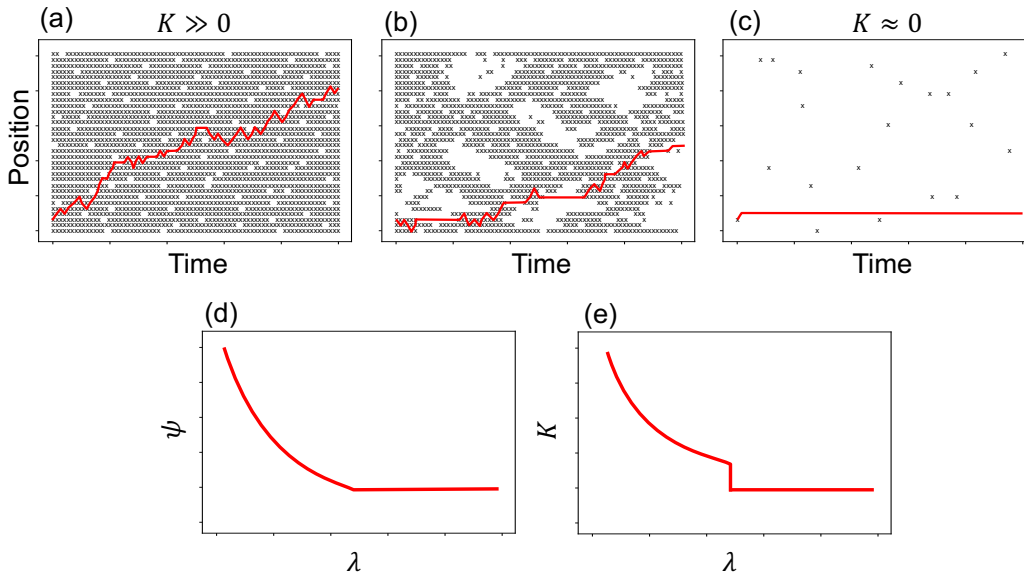 (a)
K ≫ 0
(b)
(c)
K ≈ 0
Position
Time
Time
Time
(d)
(e)
ψ
K
λ
λ